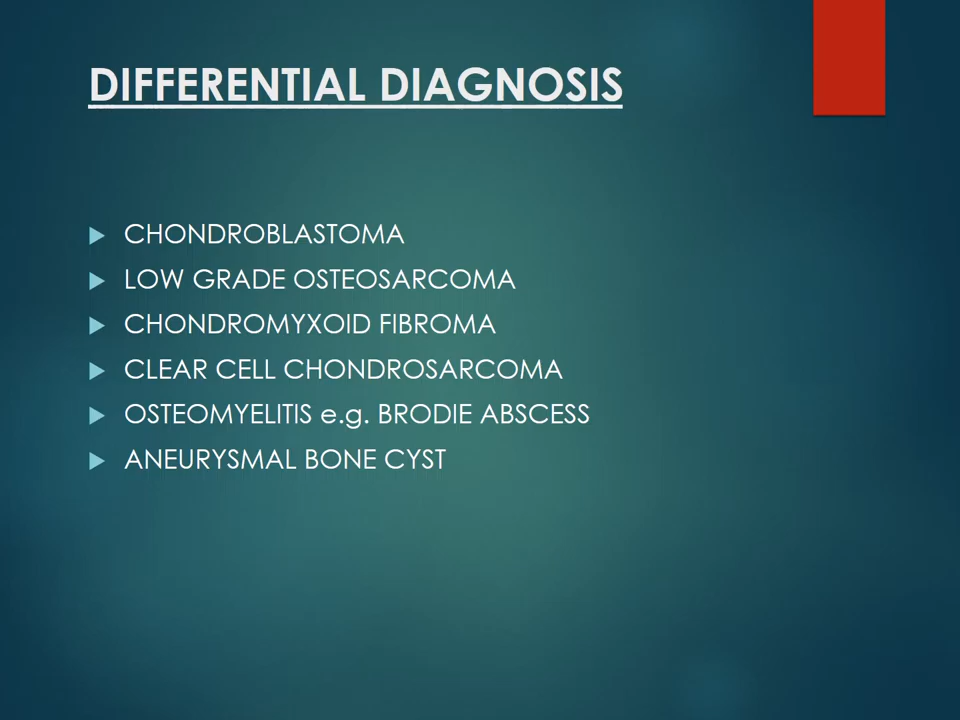 DIFFERENTIAL DIAGNOSIS
CHONDROBLASTOMA
LOW GRADE OSTEOSARCOMA
CHONDROMYXOID FIBROMA
CLEAR CELL CHONDROSARCOMA
OSTEOMYELITIS e.g. BRODIE ABSCESS
ANEURYSMAL BONE CYST